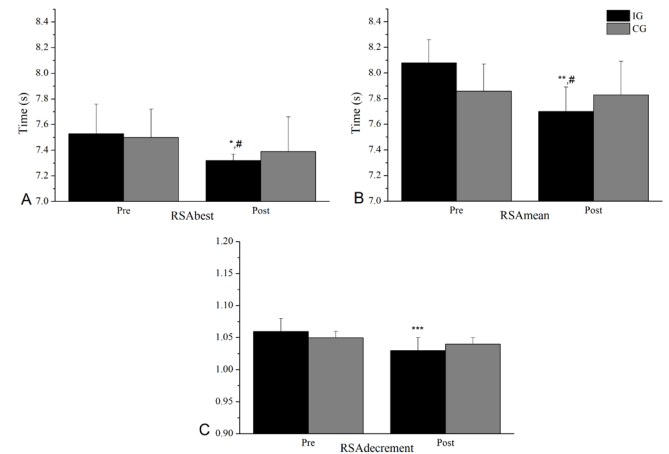 8.4
8.2
8.0
7.8
7.6
7.4
7.2
7.0
Time (s)
*,#
A
Pre
RSAbest
Post
8.4
8.2
8.0
7.8
7.6
7.4
7.2
7.0
Time (s)
IG
CG
**,#
B
Pre
RSAmean
Post
1.20
1.15
1.10
1.05
1.00
0.95
0.90
***
C
Pre
RSAdecrement
Post